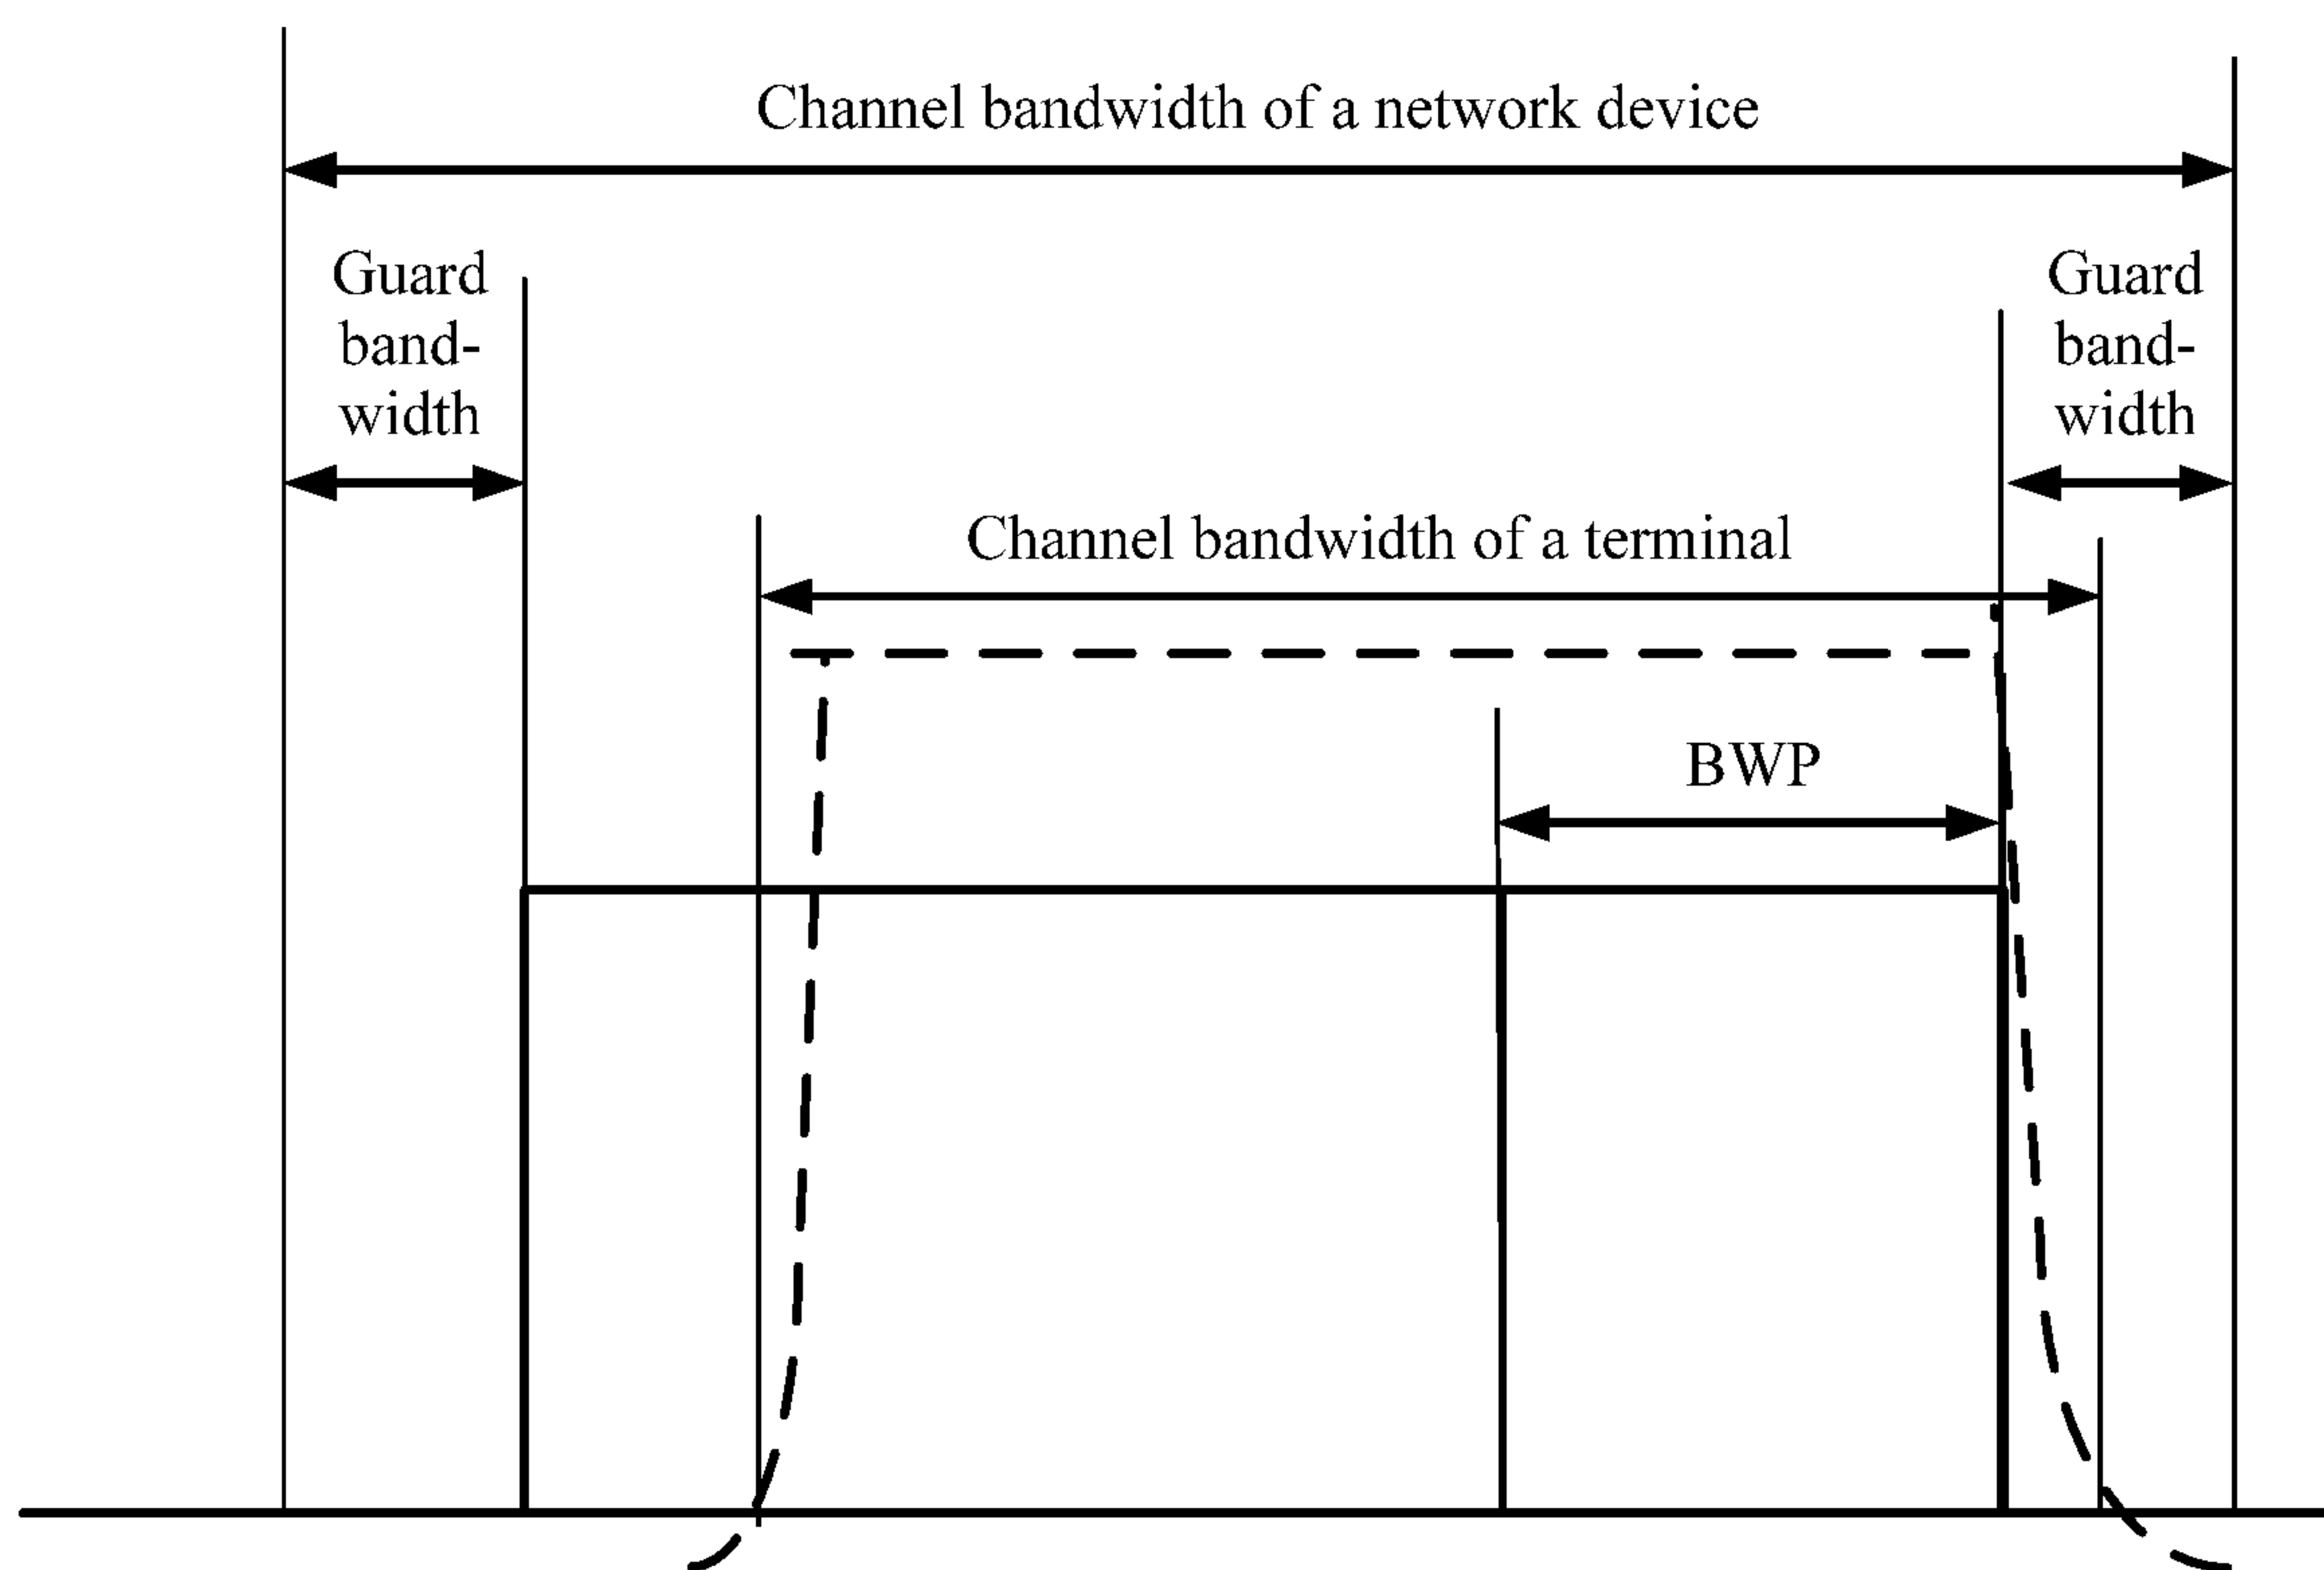 Channel bandwidth of a network device
Guard
band-
width
Guard
band-
width
Channel bandwidth of a terminal
BWP